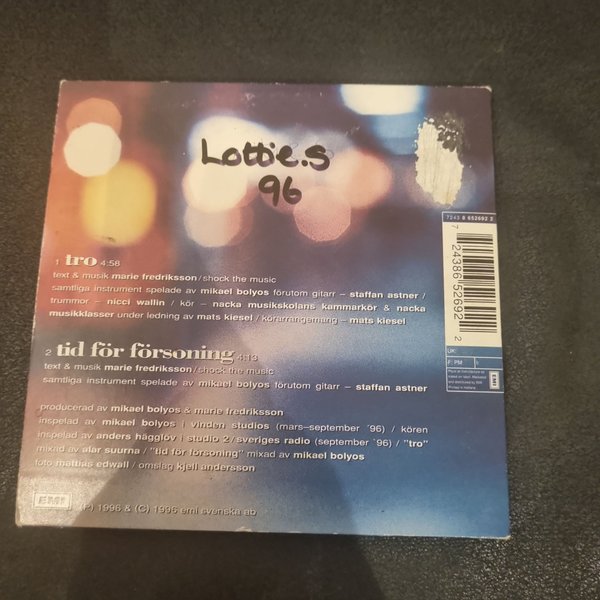 Lottie.s
96
7243 8 652692 2
1 tro 4:58
text & musik marie fredriksson / shock the music
samtliga instrument spelade av mikael bolyos förutom gitarr – staffan astner /
trummor – nicci wallin / kör – nacka musikskolans kammarkör & nacka
musikklasser under ledning av mats kiesel / körarrangemang – mats kiesel
7 24386 52692 2
2 tid för försoning 4:13
text & musik marie fredriksson / shock the music
samtliga instrument spelade av mikael bolyos förutom gitarr – staffan astner
UK:
F: PM
EMI
producerad av mikael bolyos & marie fredriksson
inspelad av mikael bolyos i vinden studios (mars–september ´96) / kören
inspelad av anders hägglöv i studio 2 / sveriges radio (september ´96) / "tro"
mixad av alar suurna / "tid för försoning" mixad av mikael bolyos
foto mattias edwall / omslag kjell andersson
EMI (P) 1996 & (C) 1996 emi svenska ab